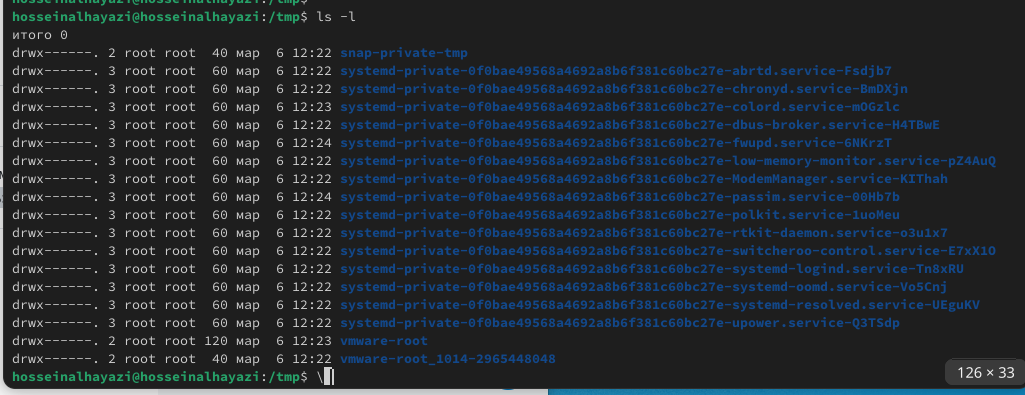 hosseinalhayazi@hosseinalhayazi:/tmp$ ls -l
итого 0
drwx------. 2 root root  40 мар  6 12:22 snap-private-tmp
drwx------. 3 root root  60 мар  6 12:22 systemd-private-0f0bae49568a4692a8b6f381c60bc27e-abrtd.service-Fsdjb7
drwx------. 3 root root  60 мар  6 12:22 systemd-private-0f0bae49568a4692a8b6f381c60bc27e-chronyd.service-BmDXjn
drwx------. 3 root root  60 мар  6 12:23 systemd-private-0f0bae49568a4692a8b6f381c60bc27e-colord.service-mOGzlc
drwx------. 3 root root  60 мар  6 12:22 systemd-private-0f0bae49568a4692a8b6f381c60bc27e-dbus-broker.service-H4TBwE
drwx------. 3 root root  60 мар  6 12:24 systemd-private-0f0bae49568a4692a8b6f381c60bc27e-fwupd.service-6NKrzT
drwx------. 3 root root  60 мар  6 12:22 systemd-private-0f0bae49568a4692a8b6f381c60bc27e-low-memory-monitor.service-pZ4AuQ
drwx------. 3 root root  60 мар  6 12:22 systemd-private-0f0bae49568a4692a8b6f381c60bc27e-ModemManager.service-KIThah
drwx------. 3 root root  60 мар  6 12:24 systemd-private-0f0bae49568a4692a8b6f381c60bc27e-passim.service-00Hb7b
drwx------. 3 root root  60 мар  6 12:22 systemd-private-0f0bae49568a4692a8b6f381c60bc27e-polkit.service-1uoMeu
drwx------. 3 root root  60 мар  6 12:22 systemd-private-0f0bae49568a4692a8b6f381c60bc27e-rtkit-daemon.service-o3u1x7
drwx------. 3 root root  60 мар  6 12:22 systemd-private-0f0bae49568a4692a8b6f381c60bc27e-switcheroo-control.service-E7xX1O
drwx------. 3 root root  60 мар  6 12:22 systemd-private-0f0bae49568a4692a8b6f381c60bc27e-systemd-logind.service-Tn8xRU
drwx------. 3 root root  60 мар  6 12:22 systemd-private-0f0bae49568a4692a8b6f381c60bc27e-systemd-oomd.service-Vo5Cnj
drwx------. 3 root root  60 мар  6 12:22 systemd-private-0f0bae49568a4692a8b6f381c60bc27e-systemd-resolved.service-UEguKV
drwx------. 3 root root  60 мар  6 12:22 systemd-private-0f0bae49568a4692a8b6f381c60bc27e-upower.service-Q3TSdp
drwx------. 2 root root 120 мар  6 12:23 vmware-root
drwx------. 2 root root  40 мар  6 12:22 vmware-root_1014-2965448048
hosseinalhayazi@hosseinalhayazi:/tmp$ \
126 × 33